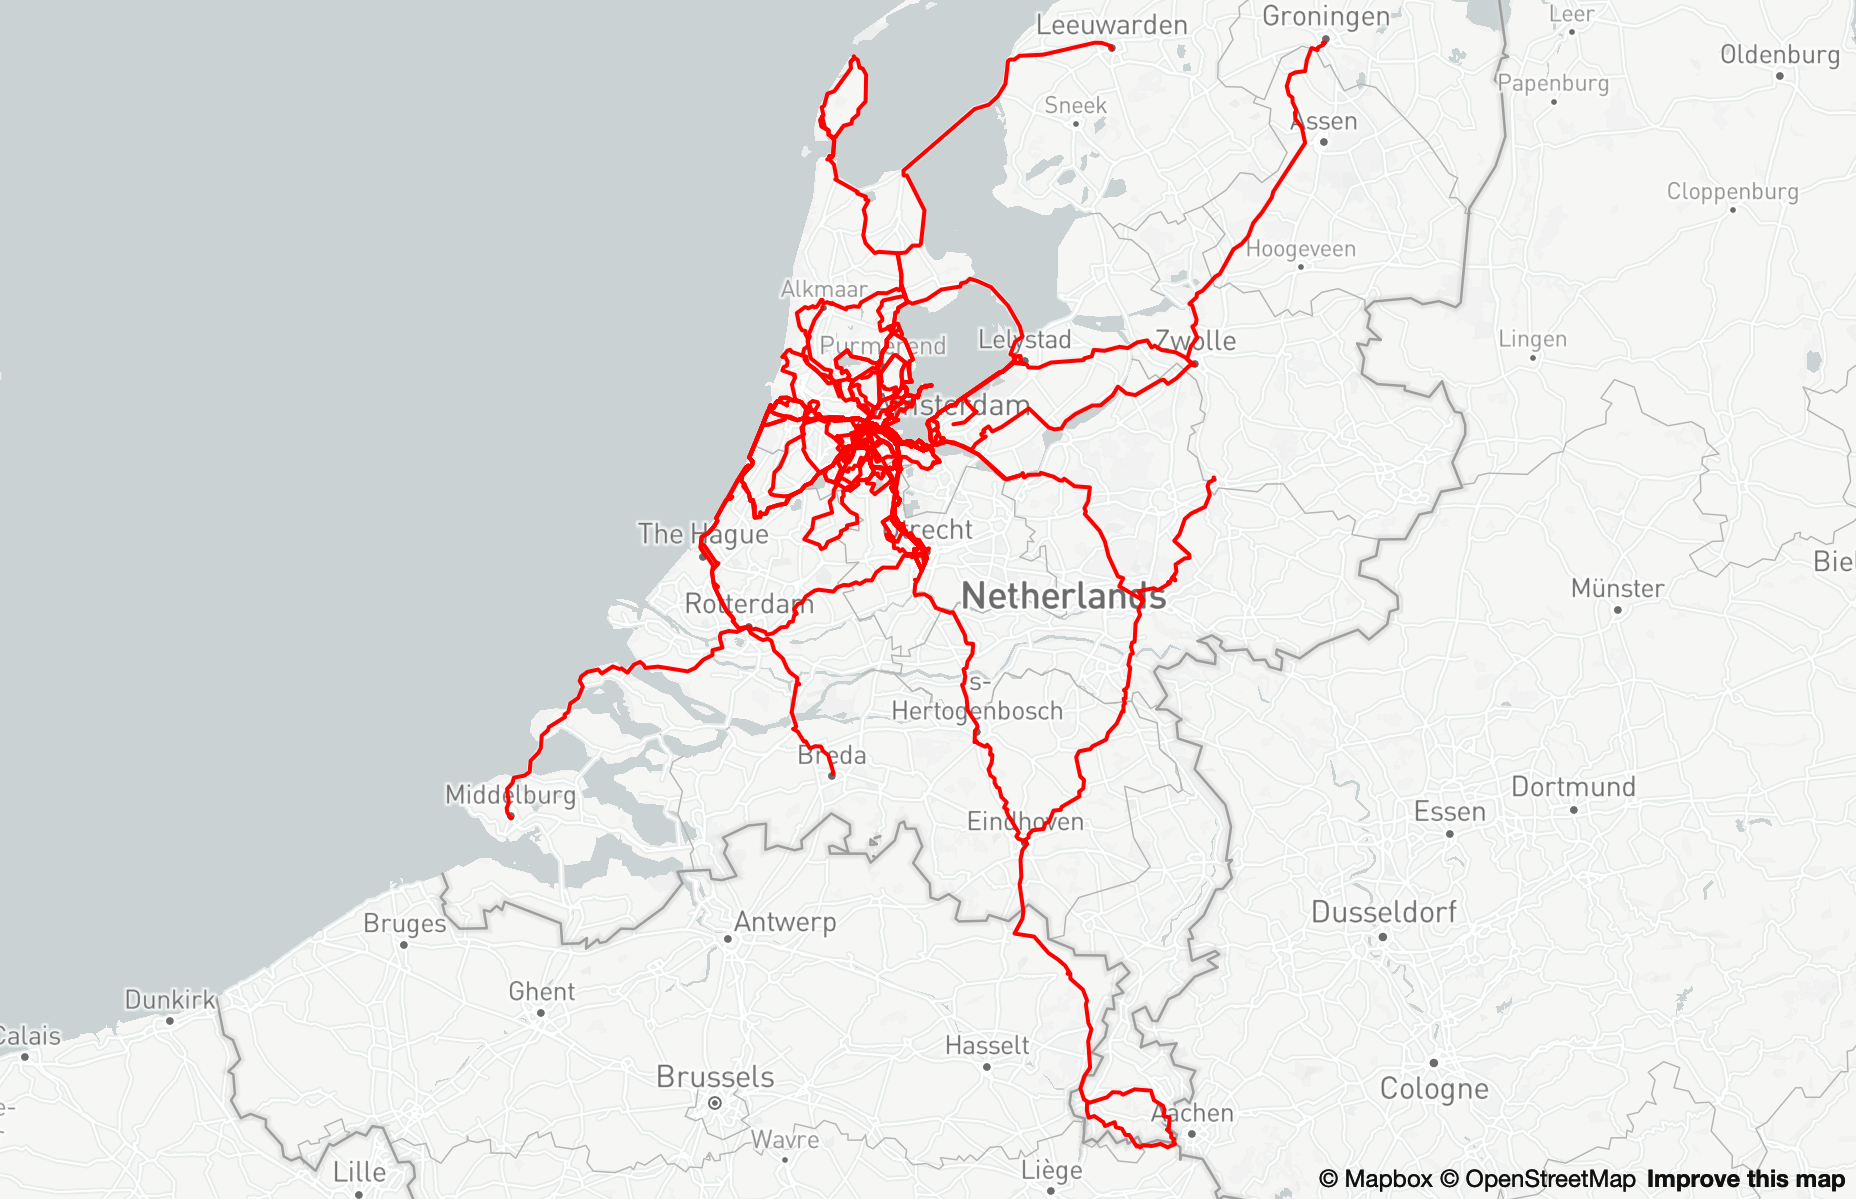 Leeuwarden
Groningen
Leer
Oldenburg
Papenburg
Sneek
Assen
Cloppenburg
Hoogeveen
Alkmaar
Purmerend
Lelystad
Zwolle
Lingen
Amsterdam
The Hague
Utrecht
Netherlands
Rotterdam
Münster
Biel
s-
Hertogenbosch
Breda
Middelburg
Eindhoven
Dortmund
Essen
Dusseldorf
Bruges
Antwerp
Dunkirk
Ghent
Calais
Hasselt
Brussels
Cologne
e-
Aachen
Wavre
Lille
Liège
© Mapbox © OpenStreetMap Improve this map